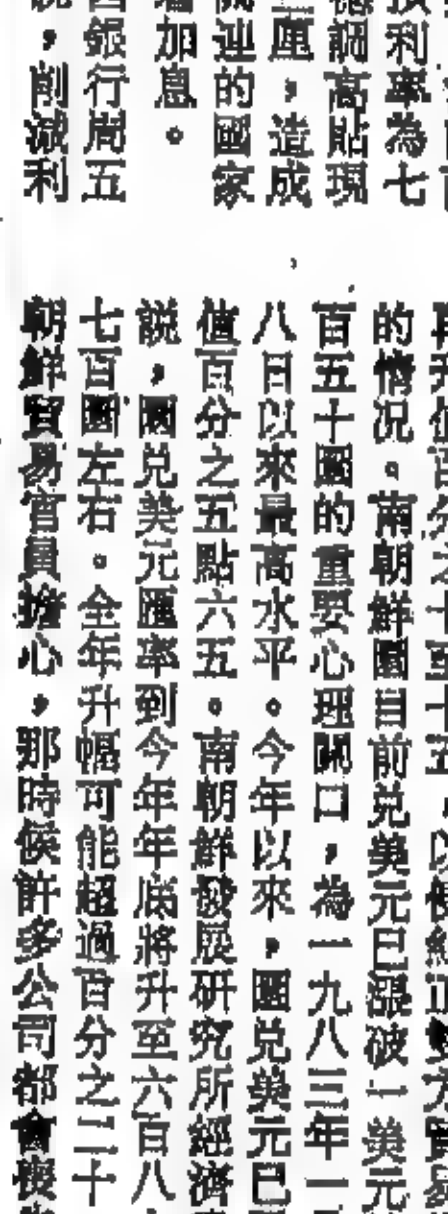 按利率為七
德調高貼現
厘，造成
關連的國家
加息。
銀行周五
說，削減利
的情況。南朝鮮圜目前兌美元已漲破一美元
百五十圜的重要心理關口，為一九八三年一
八日以來最高水平。今年以來，圜兌美元已
值百分之五點六五。南朝鮮發展研究所經濟
說，圜兌美元匯率到今年年底將升至六百八
七百圜左右。全年升幅可能超過百分之二十
朝鮮貿易官員擔心，那時候許多公司都會